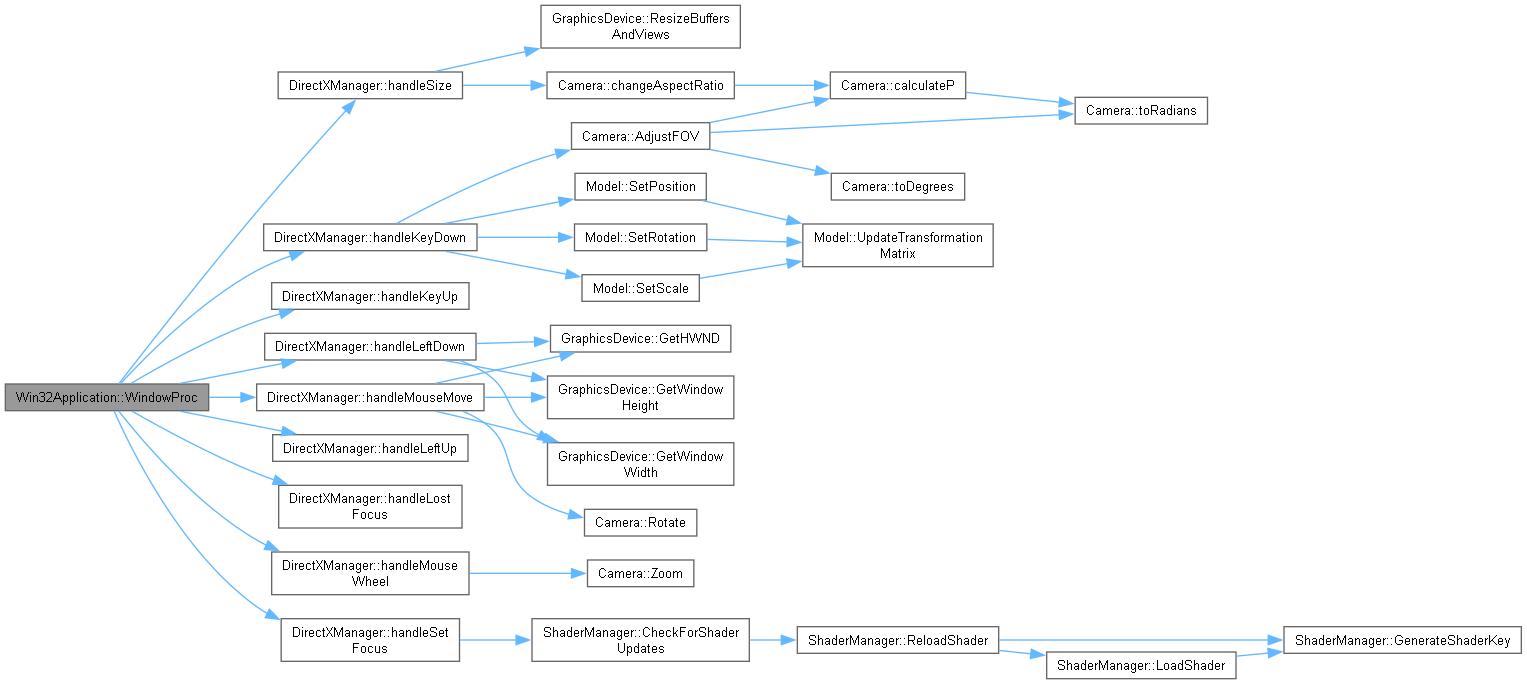 GraphicsDevice::ResizeBuffers
AndViews
DirectXManager::handleSize
Camera::changeAspectRatio
Camera::calculateP
Camera::toRadians
Camera::AdjustFOV
Camera::toDegrees
Model::SetPosition
DirectXManager::handleKeyDown
Model::SetRotation
Model::UpdateTransformation
Matrix
Model::SetScale
DirectXManager::handleKeyUp
DirectXManager::handleLeftDown
GraphicsDevice::GetHWND
Win32Application::WindowProc
DirectXManager::handleMouseMove
GraphicsDevice::GetWindow
Height
DirectXManager::handleLeftUp
GraphicsDevice::GetWindow
Width
DirectXManager::handleLost
Focus
Camera::Rotate
DirectXManager::handleMouse
Wheel
Camera::Zoom
DirectXManager::handleSet
Focus
ShaderManager::CheckForShader
Updates
ShaderManager::ReloadShader
ShaderManager::GenerateShaderKey
ShaderManager::LoadShader